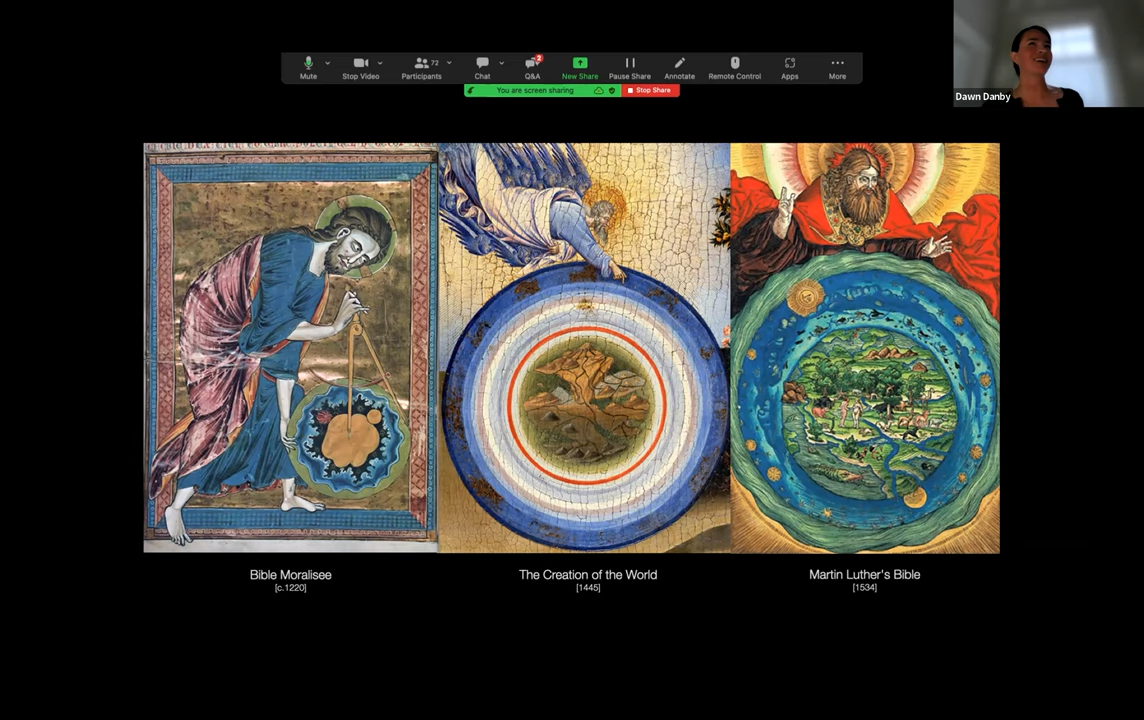 Mute
Stop Video
72
Participants
Chat
2
Q&A
New Share
Pause Share
Annotate
Remote Control
Apps
More
You are screen sharing
Stop Share
Dawn Danby
Bible Moralisee
[c.1220]
The Creation of the World
[1445]
Martin Luther's Bible
[1534]